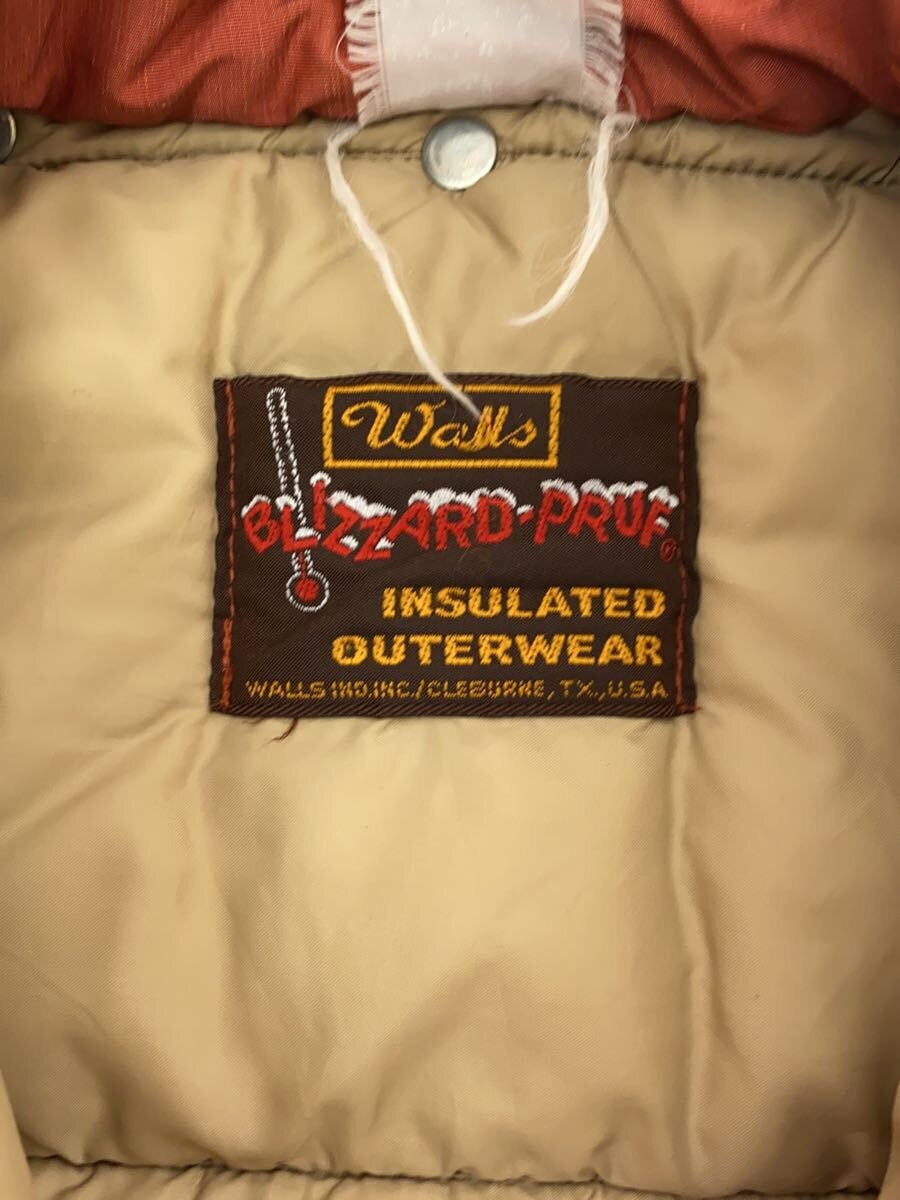 Walls
BLIZZARD-PRUF®
INSULATED
OUTERWEAR
WALLS IND.INC./CLEBURNE, TX., U.S.A